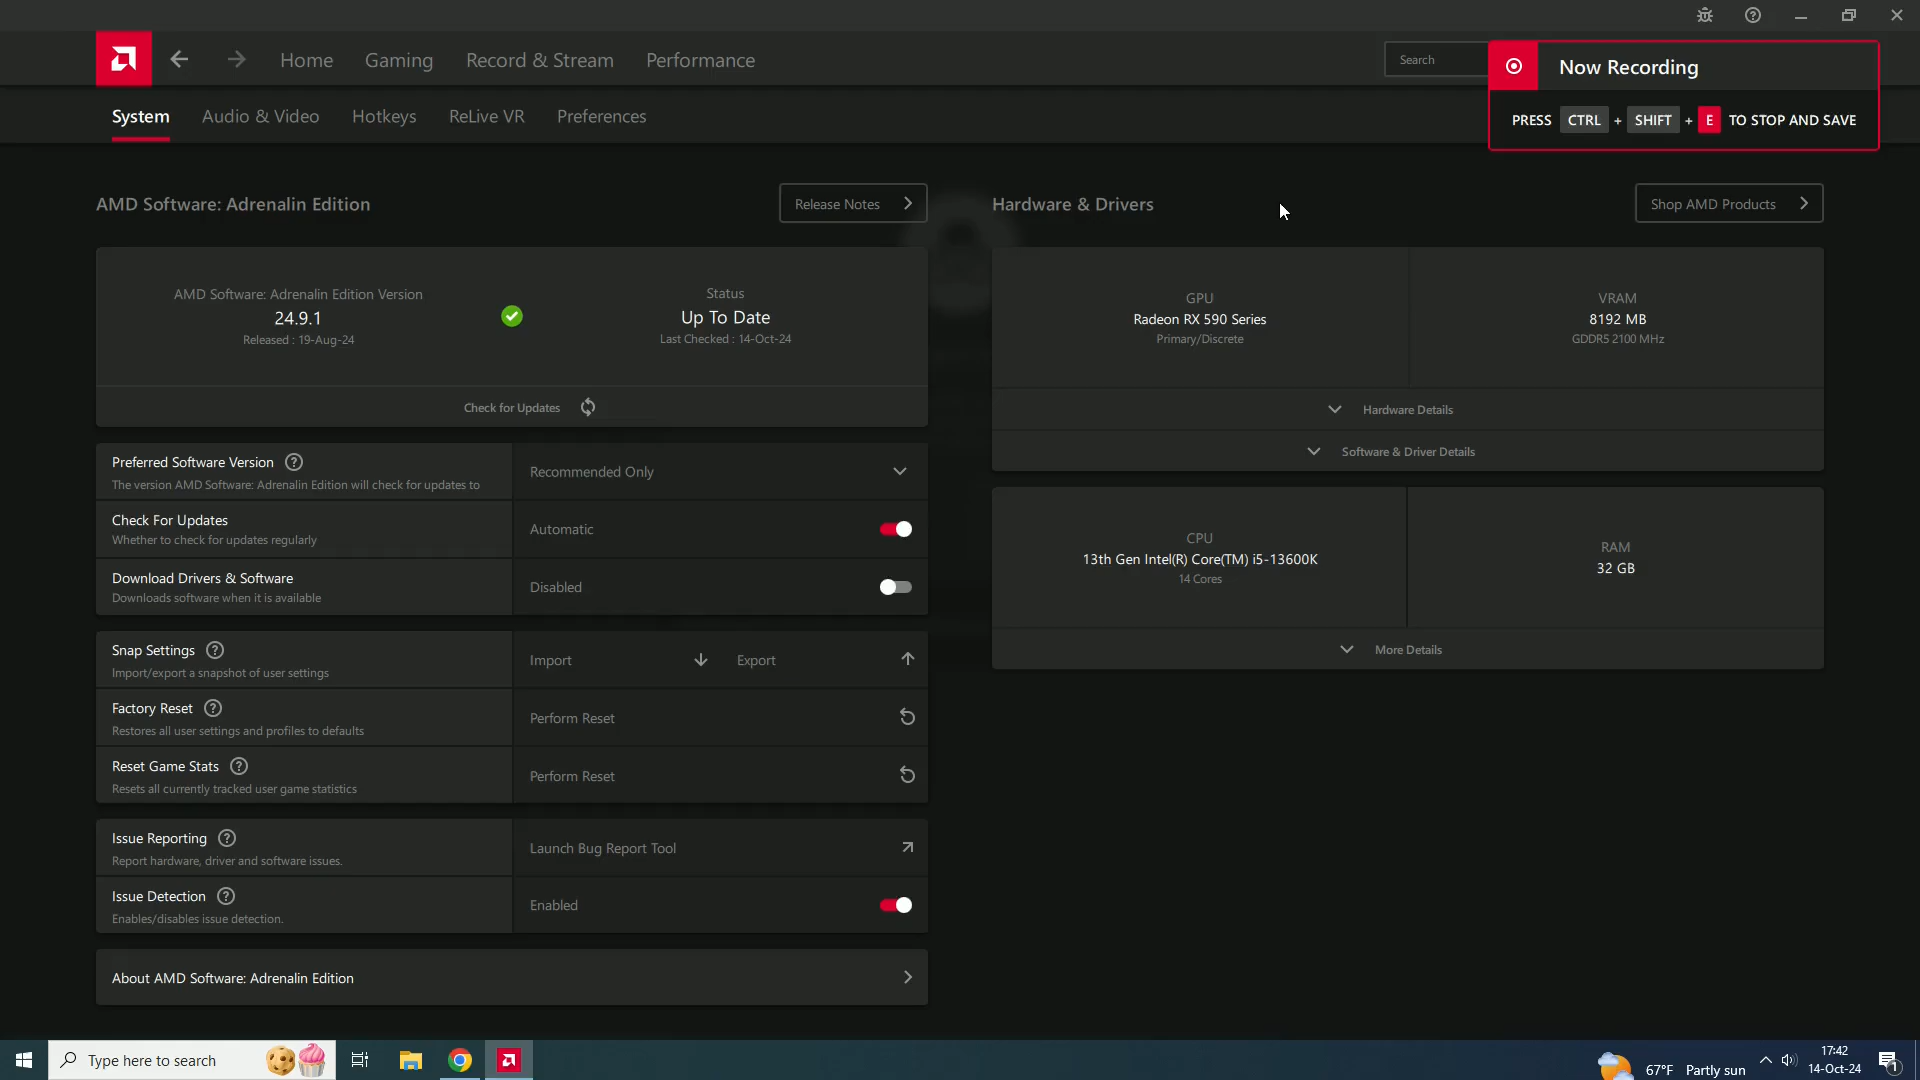 Home
Gaming
Record & Stream
Performance
Search
Now Recording
PRESS CTRL + SHIFT + E TO STOP AND SAVE
System
Audio & Video
Hotkeys
ReLive VR
Preferences
AMD Software: Adrenalin Edition
Release Notes
AMD Software: Adrenalin Edition Version
24.9.1
Released : 19-Aug-24
Status
Up To Date
Last Checked : 14-Oct-24
Check for Updates
Preferred Software Version
The version AMD Software: Adrenalin Edition will check for updates to
Recommended Only
Check For Updates
Whether to check for updates regularly
Automatic
Download Drivers & Software
Downloads software when it is available
Disabled
Snap Settings
Import/export a snapshot of user settings
Import
Export
Factory Reset
Restores all user settings and profiles to defaults
Perform Reset
Reset Game Stats
Resets all currently tracked user game statistics
Perform Reset
Issue Reporting
Report hardware, driver and software issues.
Launch Bug Report Tool
Issue Detection
Enables/disables issue detection.
Enabled
About AMD Software: Adrenalin Edition
Hardware & Drivers
Shop AMD Products
GPU
Radeon RX 590 Series
Primary/Discrete
VRAM
8192 MB
GDDR5 2100 MHz
Hardware Details
Software & Driver Details
CPU
13th Gen Intel(R) Core(TM) i5-13600K
14 Cores
RAM
32 GB
More Details
Type here to search
67°F Partly sun
17:42
14-Oct-24
1